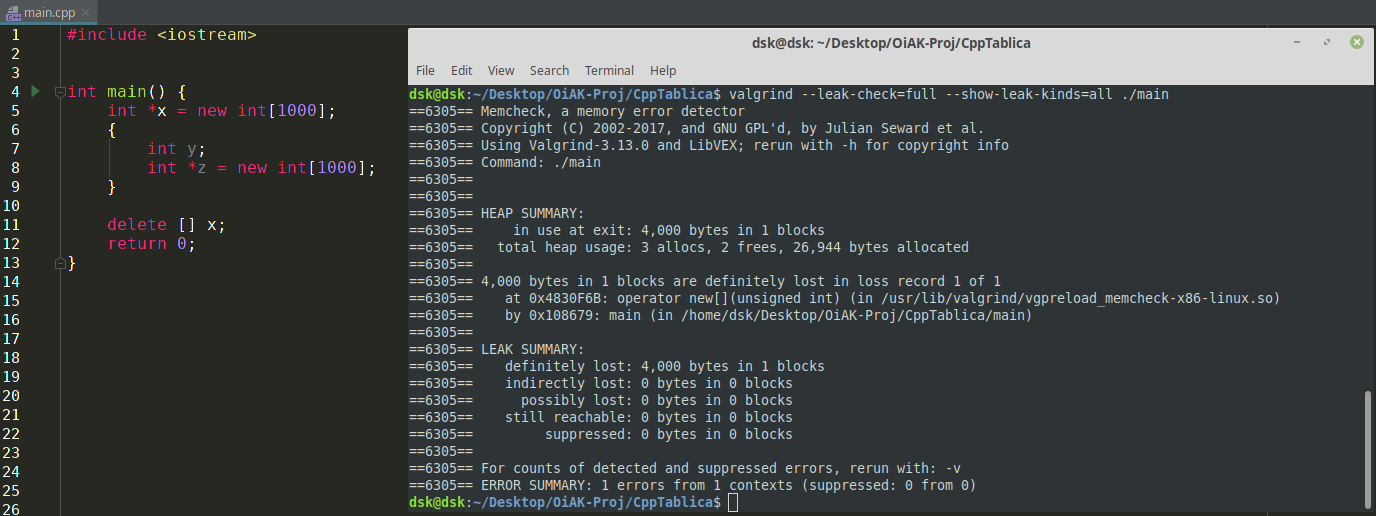 main.cpp
1 #include <iostream>
2
3
4 int main() {
5 int *x = new int[1000];
6 {
7 int y;
8 int *z = new int[1000];
9 }
10
11 delete [] x;
12 return 0;
13 }
14
15
16
17
18
19
20
21
22
23
24
25
26
dsk@dsk: ~/Desktop/OiAK-Proj/CppTablica
File Edit View Search Terminal Help
dsk@dsk:~/Desktop/OiAK-Proj/CppTablica$ valgrind --leak-check=full --show-leak-kinds=all ./main
==6305== Memcheck, a memory error detector
==6305== Copyright (C) 2002-2017, and GNU GPL'd, by Julian Seward et al.
==6305== Using Valgrind-3.13.0 and LibVEX; rerun with -h for copyright info
==6305== Command: ./main
==6305==
==6305==
==6305== HEAP SUMMARY:
==6305==     in use at exit: 4,000 bytes in 1 blocks
==6305==   total heap usage: 3 allocs, 2 frees, 26,944 bytes allocated
==6305==
==6305== 4,000 bytes in 1 blocks are definitely lost in loss record 1 of 1
==6305==    at 0x4830F6B: operator new[](unsigned int) (in /usr/lib/valgrind/vgpreload_memcheck-x86-linux.so)
==6305==    by 0x108679: main (in /home/dsk/Desktop/OiAK-Proj/CppTablica/main)
==6305==
==6305== LEAK SUMMARY:
==6305==    definitely lost: 4,000 bytes in 1 blocks
==6305==    indirectly lost: 0 bytes in 0 blocks
==6305==      possibly lost: 0 bytes in 0 blocks
==6305==    still reachable: 0 bytes in 0 blocks
==6305==         suppressed: 0 bytes in 0 blocks
==6305==
==6305== For counts of detected and suppressed errors, rerun with: -v
==6305== ERROR SUMMARY: 1 errors from 1 contexts (suppressed: 0 from 0)
dsk@dsk:~/Desktop/OiAK-Proj/CppTablica$